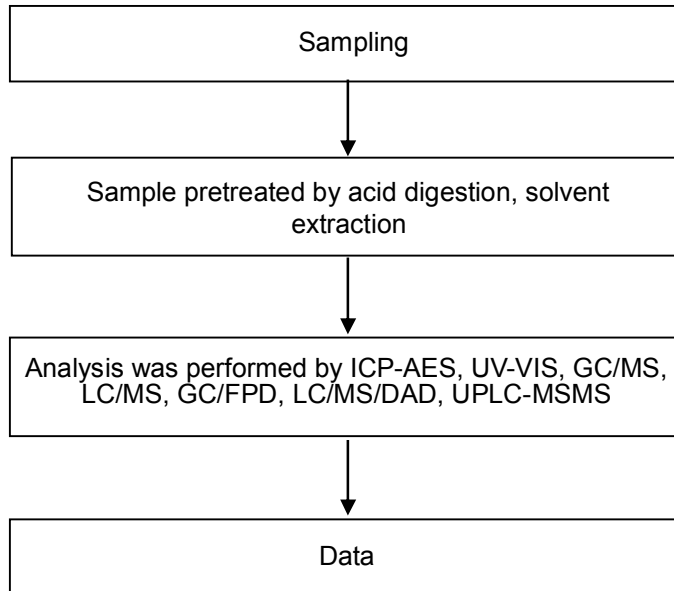 Sampling
Sample pretreated by acid digestion, solvent
extraction
Analysis was performed by ICP-AES, UV-VIS, GC/MS,
LC/MS, GC/FPD, LC/MS/DAD, UPLC-MSMS
Data